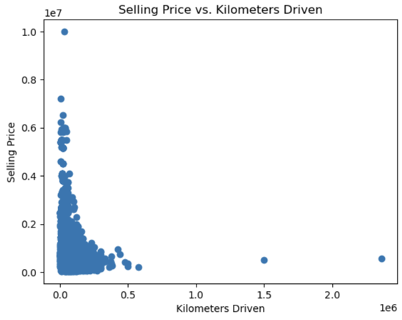 Selling Price vs. Kilometers Driven
1e7
1.0
0.8
0.6
0.4
0.2
0.0
Selling Price
0.0 0.5 1.0 1.5 2.0
1e6
Kilometers Driven